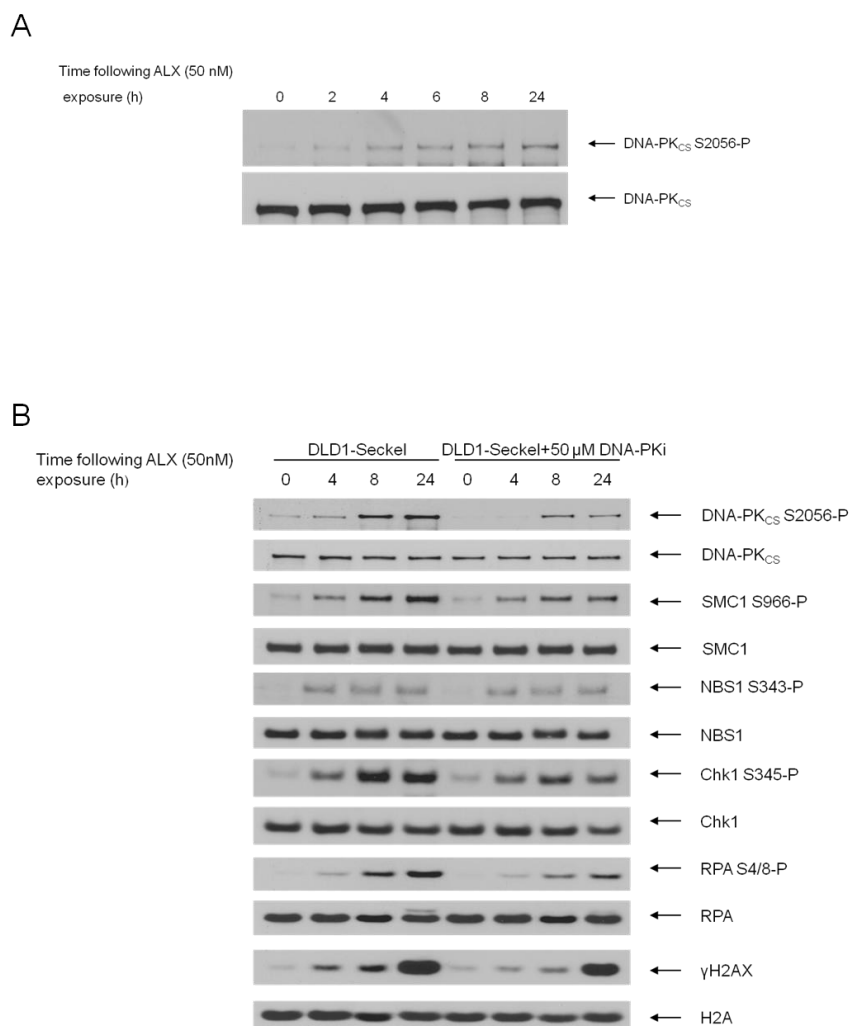 A
Time following ALX (50 nM)
exposure (h)
0 2 4 6 8 24
DNA-PKCS S2056-P
DNA-PKCS
B
DLD1-Seckel DLD1-Seckel+50 µM DNA-PKi
Time following ALX (50nM)
exposure (h)
0 4 8 24 0 4 8 24
DNA-PKCS S2056-P
DNA-PKCS
SMC1 S966-P
SMC1
NBS1 S343-P
NBS1
Chk1 S345-P
Chk1
RPA S4/8-P
RPA
γH2AX
H2A